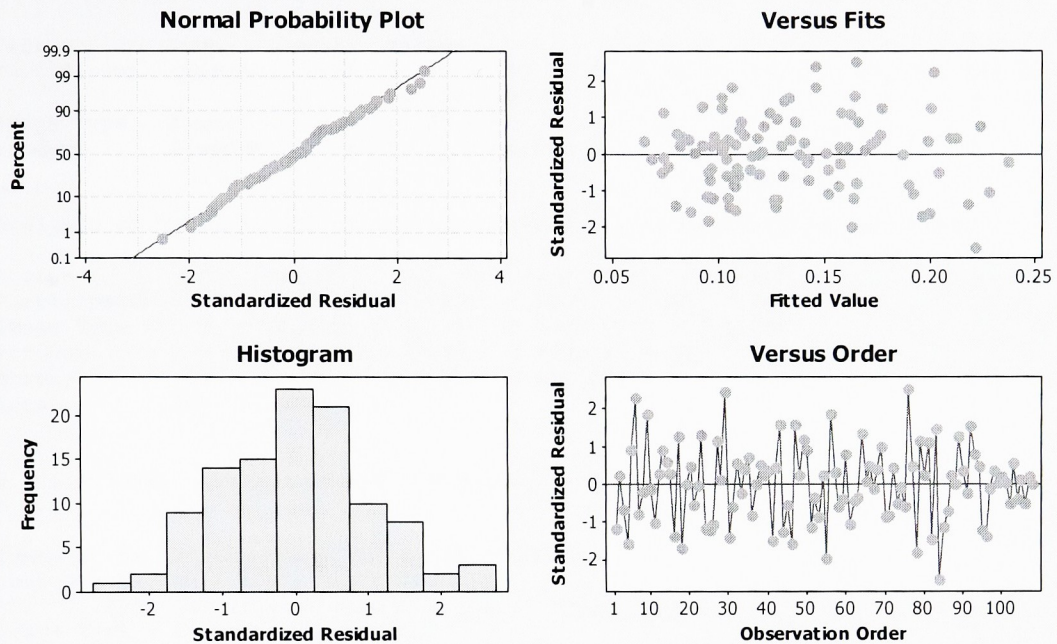 Normal Probability Plot
99.9
99
90
50
10
1
0.1
Percent
-4 -2 0 2 4
Standardized Residual
Versus Fits
2
1
0
-1
-2
Standardized Residual
0.05 0.10 0.15 0.20 0.25
Fitted Value
Histogram
20
15
10
5
0
Frequency
-2 -1 0 1 2
Standardized Residual
Versus Order
2
1
0
-1
-2
Standardized Residual
1 10 20 30 40 50 60 70 80 90 100
Observation Order